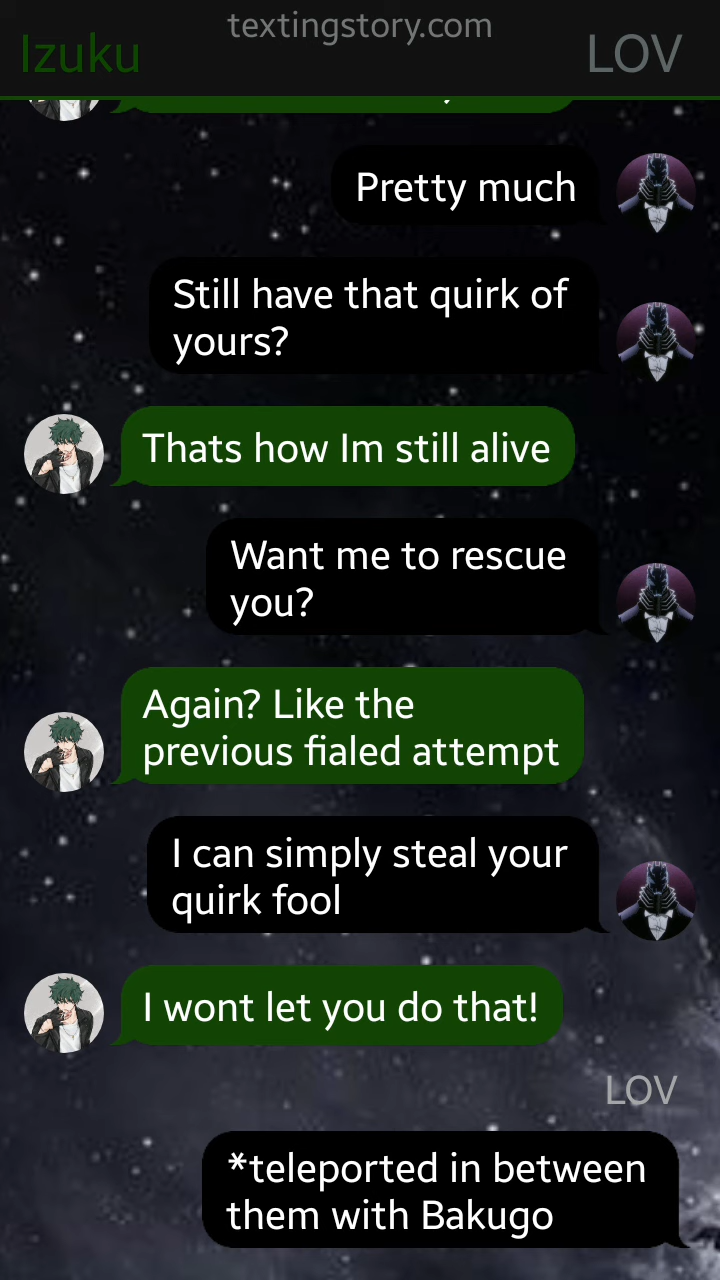 textingstory.com
Izuku
LOV
Pretty much
Still have that quirk of
yours?
Thats how Im still alive
Want me to rescue
you?
Again? Like the
previous fialed attempt
I can simply steal your
quirk fool
I wont let you do that!
LOV
*teleported in between
them with Bakugo